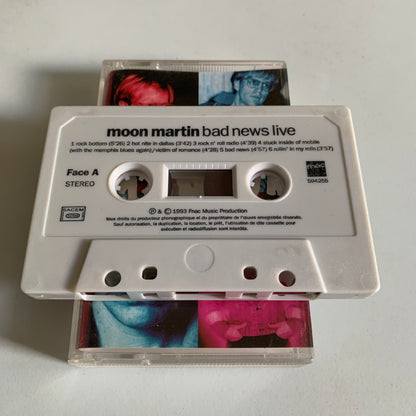 moon martin bad news live
1 rock bottom (5'26) 2 hot nite in dallas (3'42) 3 rock n' roll radio (4'39) 4 stuck inside of mobile
(with the memphis blues again)/victim of romance (4'28) 5 bad news (4'57) 6 rollin' in my rolls (3'57)
Face A
STEREO
fnac
594255
SACEM
℗ & © 1993 Fnac Music Production
Tous droits du producteur phonographique et du propriétaire de l'œuvre enregistrée réservés.
Sauf autorisation, la duplication, la location, le prêt, l'utilisation de cette cassette pour
exécution et radiodiffusion sont interdits.